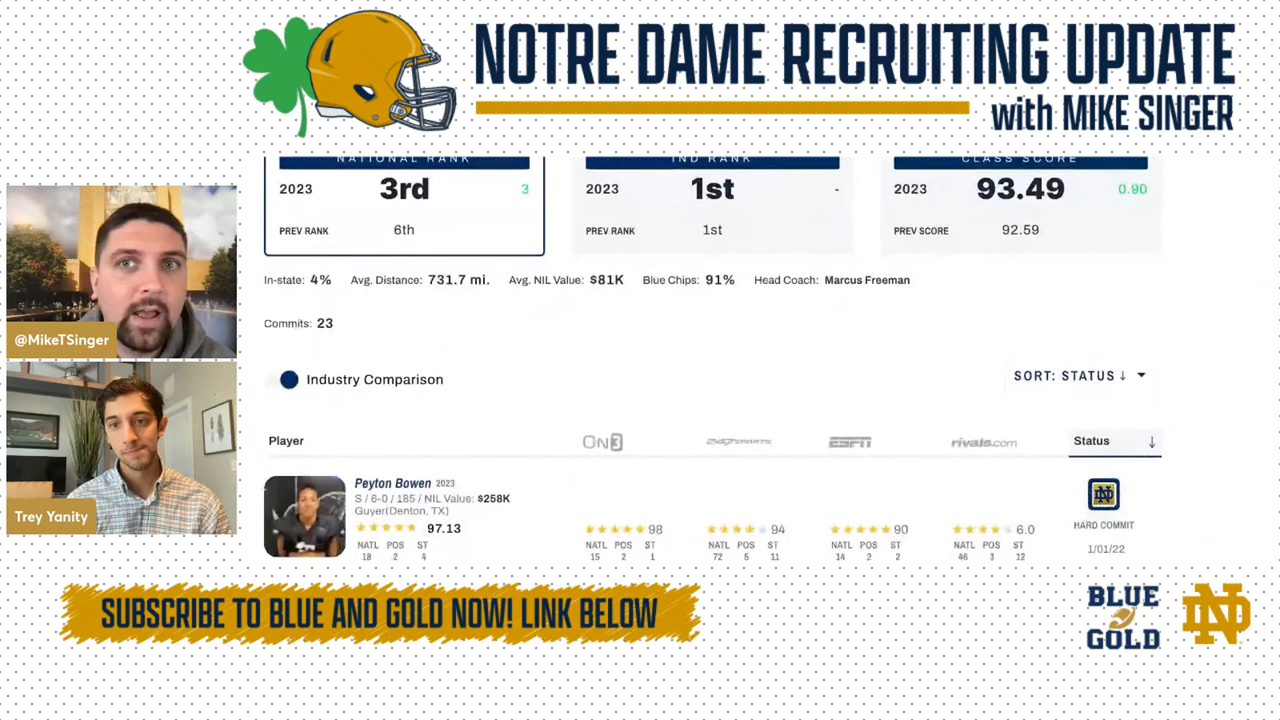 NOTRE DAME RECRUITING UPDATE
with MIKE SINGER
NATIONAL RANK
IND RANK
CLASS SCORE
2023 3rd 3
2023 1st -
2023 93.49 0.90
PREV RANK 6th
PREV RANK 1st
PREV SCORE 92.59
In-state: 4% Avg. Distance: 731.7 mi. Avg. NIL Value: $81K Blue Chips: 91% Head Coach: Marcus Freeman
Commits: 23
Industry Comparison
SORT: STATUS ↓
Player ON3 247SPORTS ESPN rivals.com Status ↓
Peyton Bowen 2023
S / 6-0 / 185 / NIL Value: $258K
Guyer(Denton, TX)
97.13
98
94
90
6.0
NATL POS ST
18 2 4
NATL POS ST
15 2 1
NATL POS ST
72 5 11
NATL POS ST
14 2 2
NATL POS ST
46 3 12
ND
HARD COMMIT
1/01/22
@MikeTSinger
Trey Yanity
SUBSCRIBE TO BLUE AND GOLD NOW! LINK BELOW
BLUE
GOLD
ND